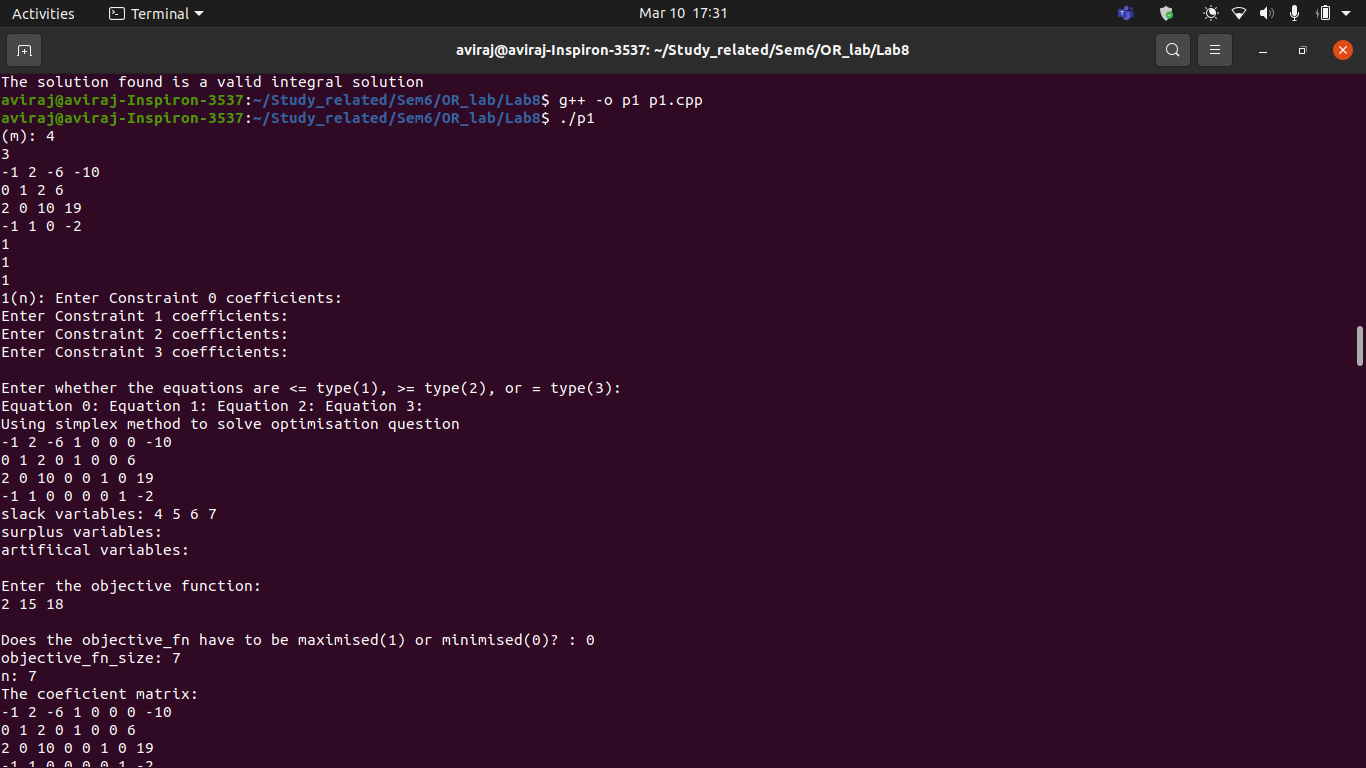 Activities Terminal Mar 10 17:31
aviraj@aviraj-Inspiron-3537: ~/Study_related/Sem6/OR_lab/Lab8
The solution found is a valid integral solution
aviraj@aviraj-Inspiron-3537:~/Study_related/Sem6/OR_lab/Lab8$ g++ -o p1 p1.cpp
aviraj@aviraj-Inspiron-3537:~/Study_related/Sem6/OR_lab/Lab8$ ./p1
(m): 4
3
-1 2 -6 -10
0 1 2 6
2 0 10 19
-1 1 0 -2
1
1
1
1(n): Enter Constraint 0 coefficients:
Enter Constraint 1 coefficients:
Enter Constraint 2 coefficients:
Enter Constraint 3 coefficients:
Enter whether the equations are <= type(1), >= type(2), or = type(3):
Equation 0: Equation 1: Equation 2: Equation 3:
Using simplex method to solve optimisation question
-1 2 -6 1 0 0 0 -10
0 1 2 0 1 0 0 6
2 0 10 0 0 1 0 19
-1 1 0 0 0 0 1 -2
slack variables: 4 5 6 7
surplus variables:
artifiical variables:
Enter the objective function:
2 15 18
Does the objective_fn have to be maximised(1) or minimised(0)? : 0
objective_fn_size: 7
n: 7
The coeficient matrix:
-1 2 -6 1 0 0 0 -10
0 1 2 0 1 0 0 6
2 0 10 0 0 1 0 19
-1 1 0 0 0 0 1 -2